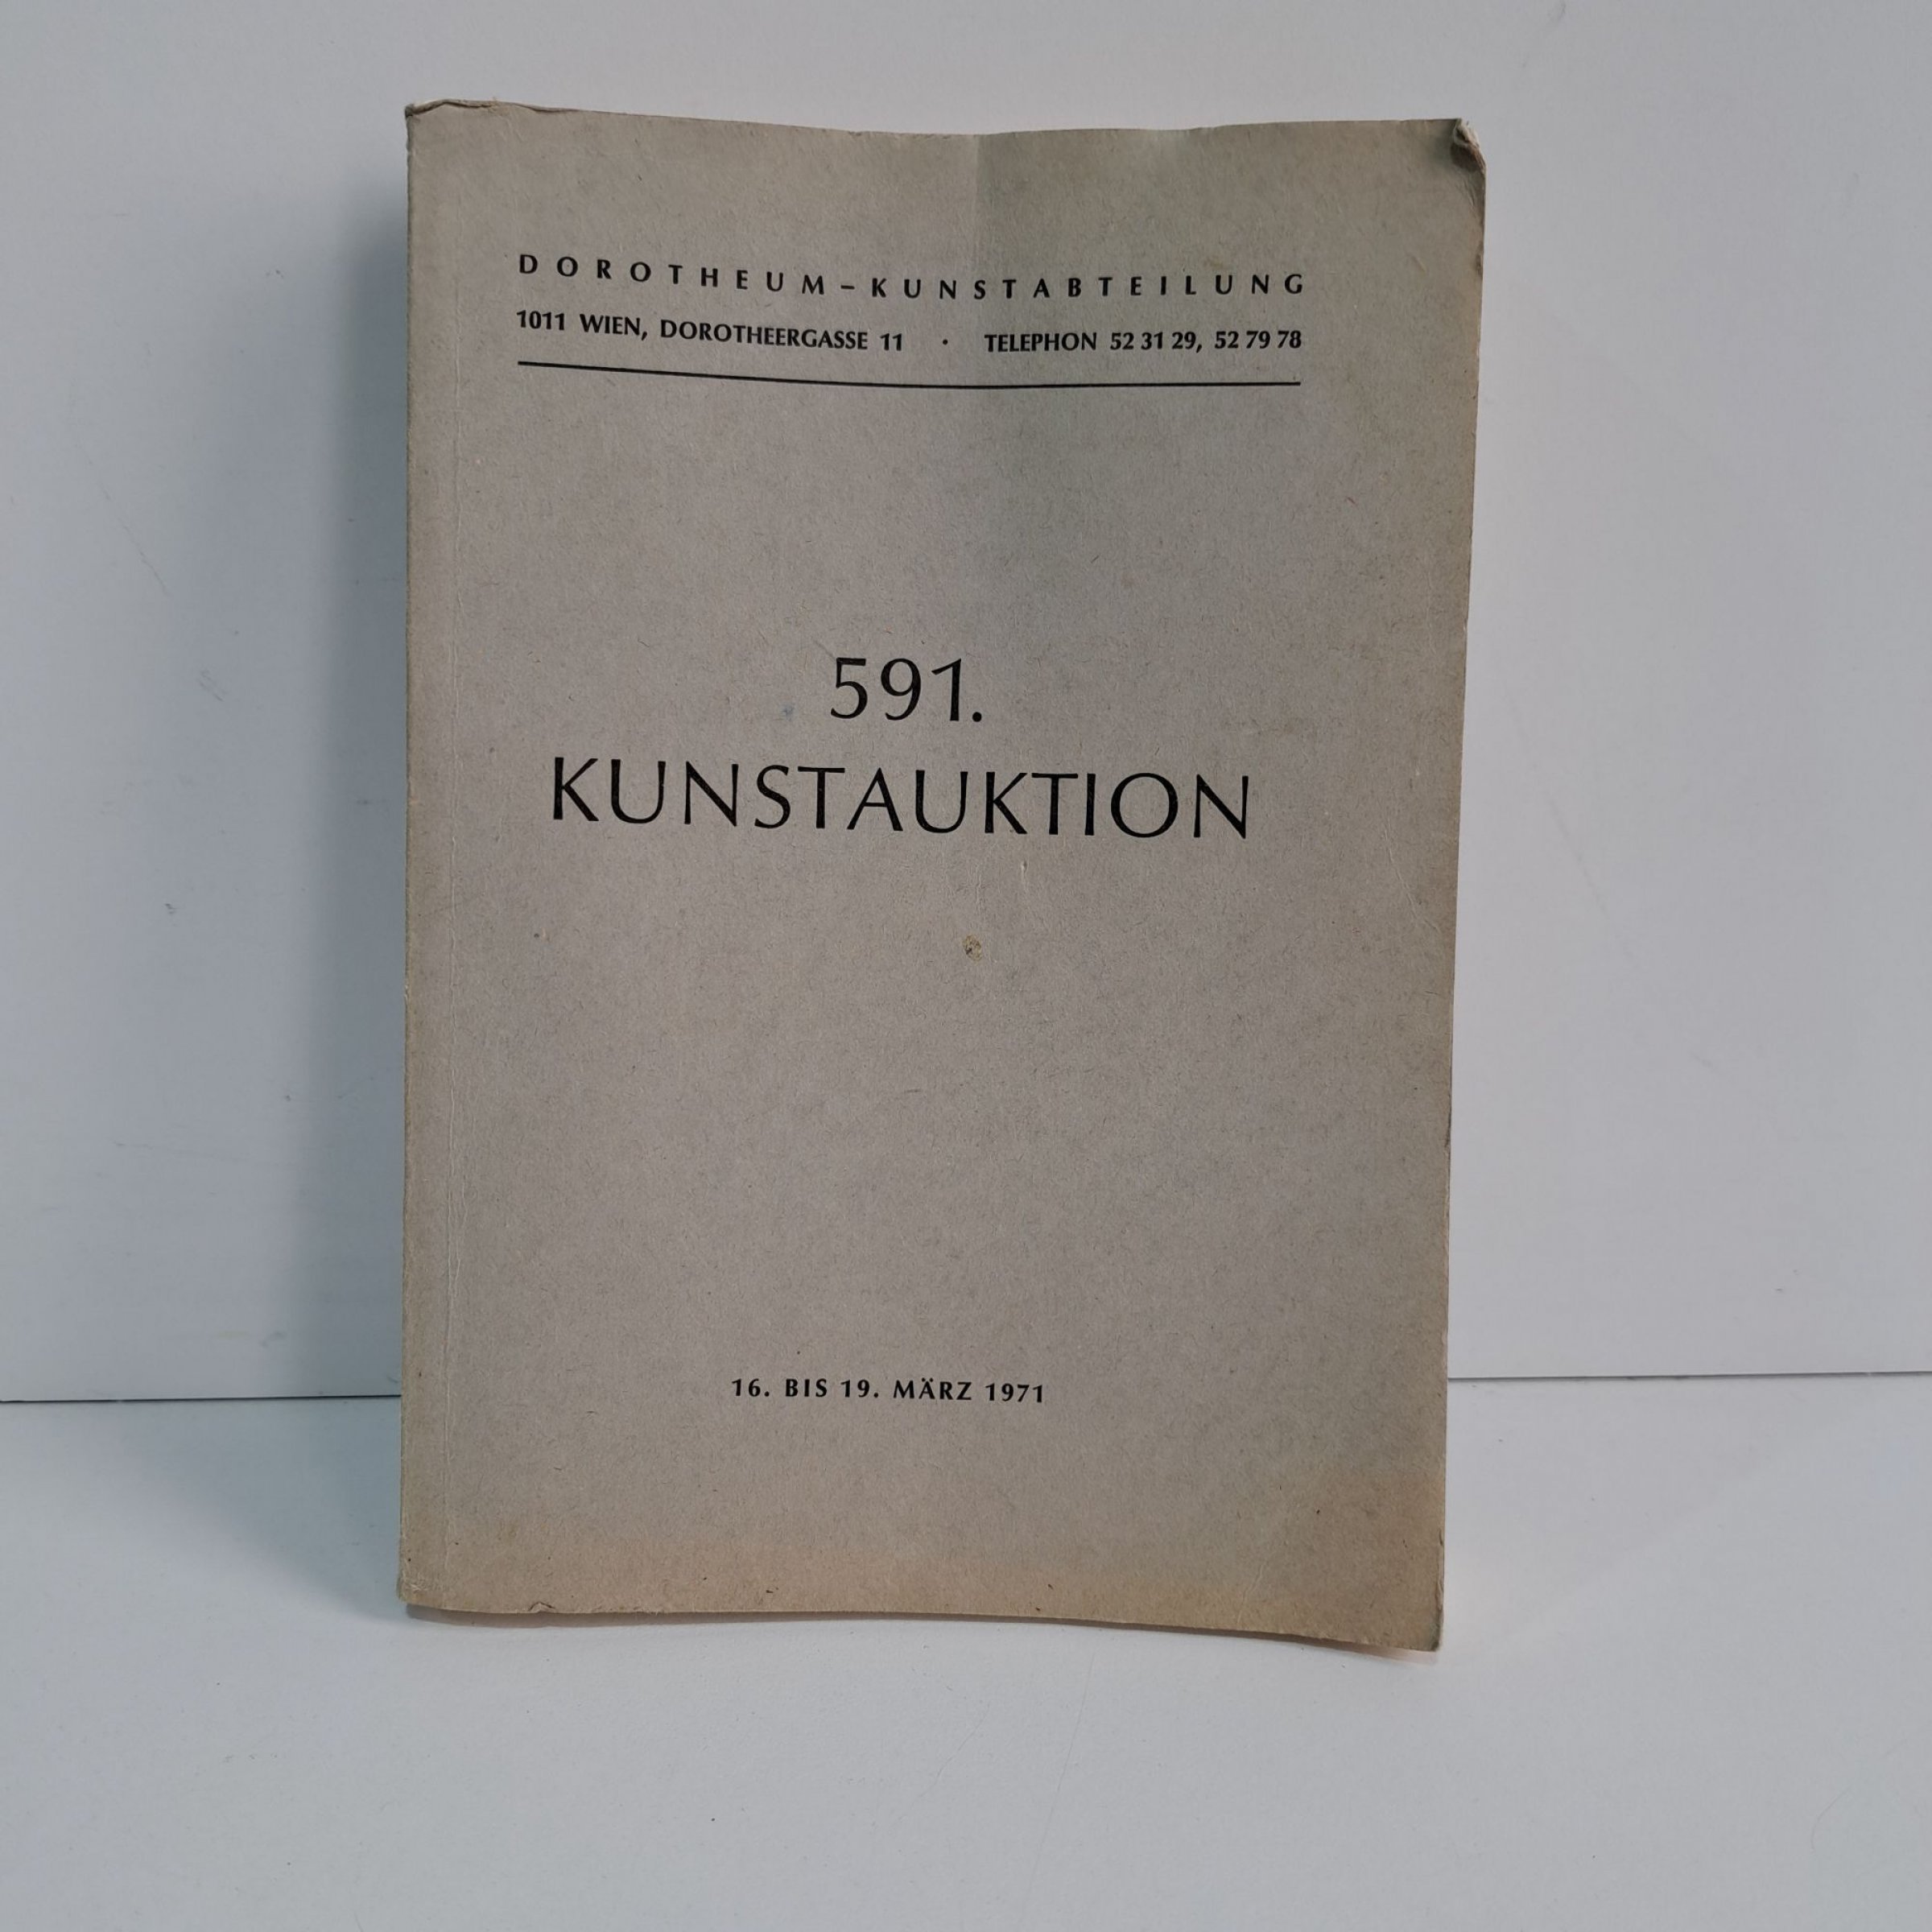 DOROTHEUM–KUNSTABTEILUNG
1011 WIEN, DOROTHEERGASSE 11 · TELEPHON 52 31 29, 52 79 78
591.
KUNSTAUKTION
16. BIS 19. MÄRZ 1971